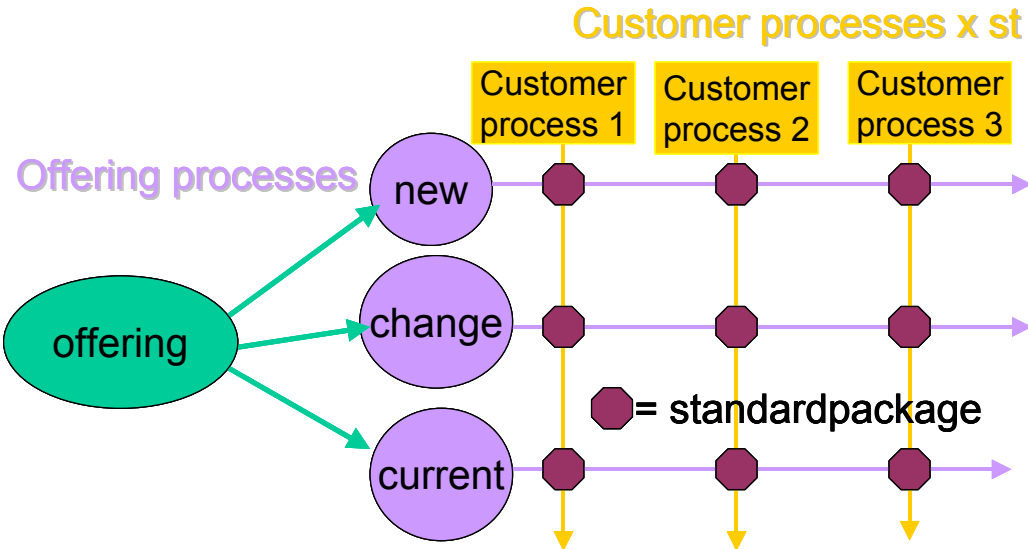 Customer processes x st
Customer
process 1
Customer
process 2
Customer
process 3
Offering processes
new
offering
change
= standardpackage
current